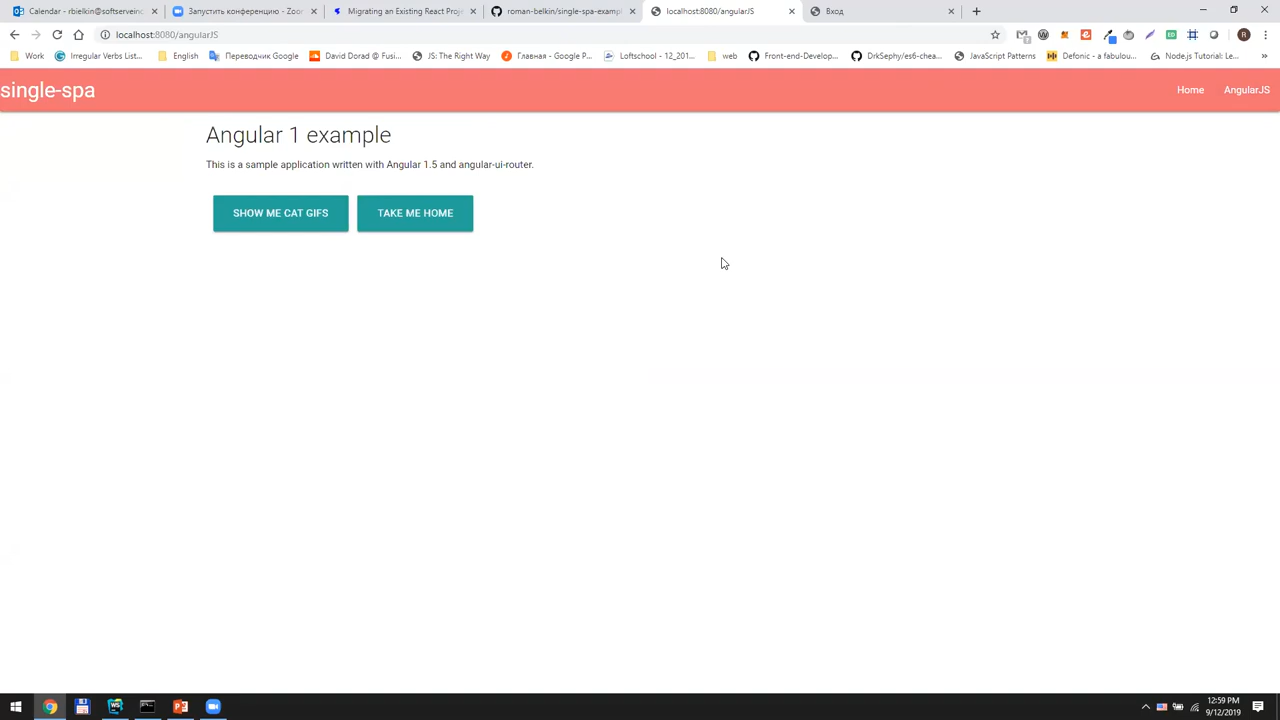 Calendar - rbielkin@softserveinc
Запустить конференцию - Zoom
Migrating an Existing React Proje
roman-belkin/single-spa-exampl
localhost:8080/angularJS
Вход
localhost:8080/angularJS
Work
Irregular Verbs List...
English
Переводчик Google
David Dorad @ Fusi...
JS: The Right Way
Главная - Google P...
Loftschool - 12_201...
web
Front-end-Develop...
DrkSephy/es6-chea...
JavaScript Patterns
Defonic - a fabulou...
Node.js Tutorial: Le...
single-spa
Home
AngularJS
Angular 1 example
This is a sample application written with Angular 1.5 and angular-ui-router.
SHOW ME CAT GIFS
TAKE ME HOME
12:59 PM
9/12/2019